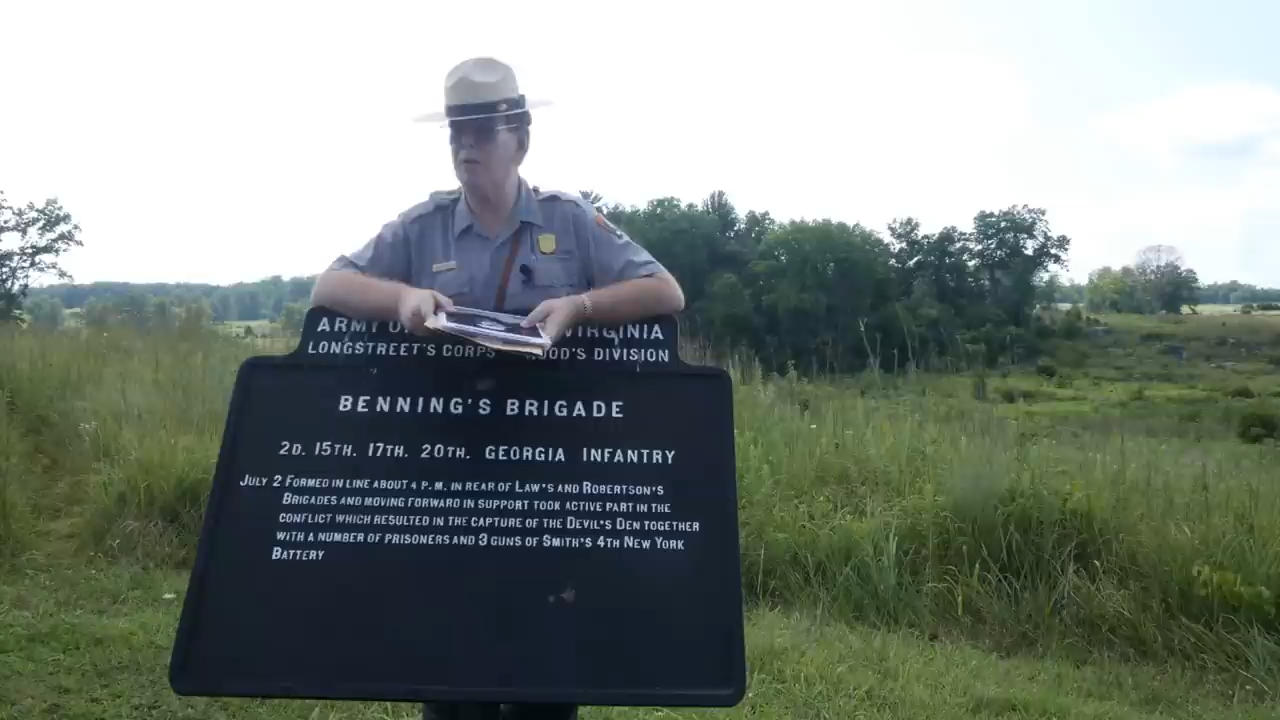 ARMY O VIRGINIA
LONGSTREET'S CORPS OOD'S DIVISION
BENNING'S BRIGADE
2D. 15TH. 17TH. 20TH. GEORGIA INFANTRY
JULY 2 FORMED IN LINE ABOUT 4 P.M. IN REAR OF LAW'S AND ROBERTSON'S
BRIGADES AND MOVING FORWARD IN SUPPORT TOOK ACTIVE PART IN THE
CONFLICT WHICH RESULTED IN THE CAPTURE OF THE DEVIL'S DEN TOGETHER
WITH A NUMBER OF PRISONERS AND 3 GUNS OF SMITH'S 4TH NEW YORK
BATTERY